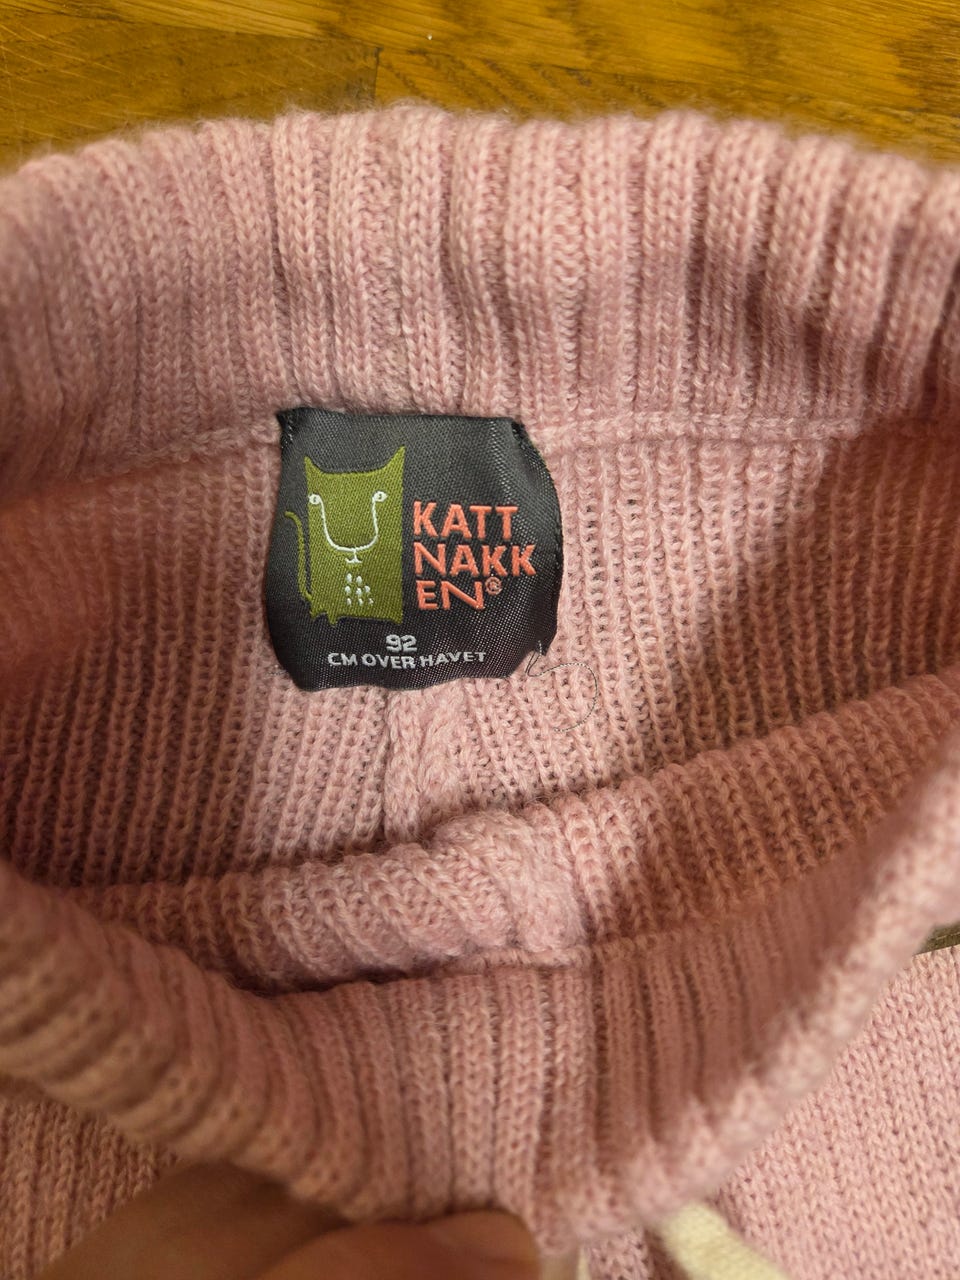 KATT
NAKK
EN®
92
CM OVER HAVET